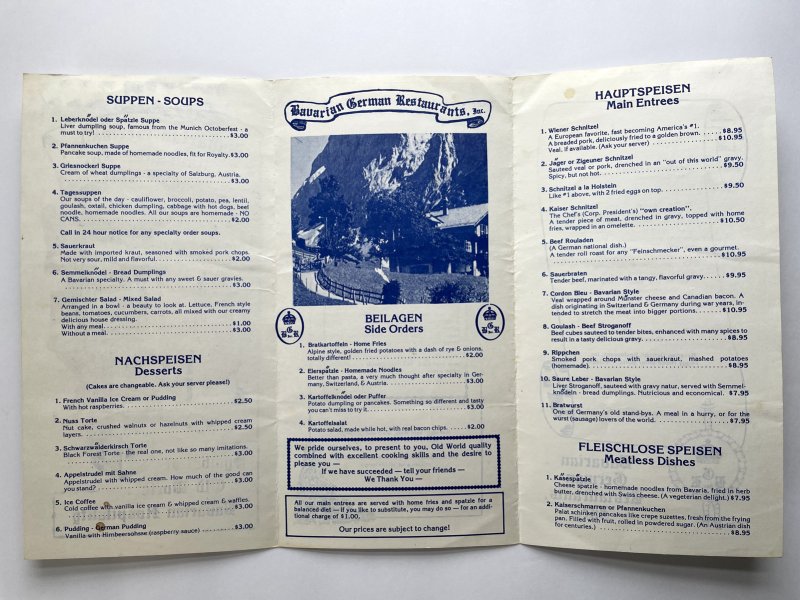 SUPPEN - SOUPS
1. Leberknödel oder Spatzle Suppe
Liver dumpling soup, famous from the Munich Octoberfest - a
must to try! $3.00
2. Pfannenkuchen Suppe
Pancake soup, made of homemade noodles, fit for Royalty. $3.00
3. Griesnockerl Suppe
Cream of wheat dumplings - a specialty of Salzburg, Austria.
$3.00
4. Tagessuppen
Our soups of the day - cauliflower, broccoli, potato, pea, lentil,
goulash, oxtail, chicken dumpling, cabbage with hot dogs, beef
noodle, homemade noodles. All our soups are homemade - NO
CANS. $2.00
Call in 24 hour notice for any specialty order soups.
5. Sauerkraut
Made with imported kraut, seasoned with smoked pork chops.
Not very sour, mild and flavorful. $2.00
6. Semmelknödel - Bread Dumplings
A Bavarian specialty. A must with any sweet & sauer gravies.
$3.00
7. Gemischter Salad - Mixed Salad
Arranged in a bowl - a beauty to look at. Lettuce, French style
beans, tomatoes, cucumbers, carrots, all mixed with our creamy
delicious house dressing.
With any meal $1.00
Without a meal $3.00
NACHSPEISEN
Desserts
(Cakes are changeable. Ask your server please!)
1. French Vanilla Ice Cream or Pudding
With hot raspberries. $2.50
2. Nuss Torte
Nut cake, crushed walnuts or hazelnuts with whipped cream
layers. $2.50
3. Schwarzwälderkirsch Torte
Black Forest Torte - the real one, not like so many imitations.
$3.00
4. Appelstrudel mit Sahne
Appelstrudel with whipped cream. How much of the good can
you stand? $3.00
5. Ice Coffee
Cold coffee with vanilla ice cream & whipped cream & waffles.
$3.00
6. Pudding - German Pudding
Vanilla with Himbeersohse (raspberry sauce) $3.00
Bavarian German Restaurants, Inc.
BEILAGEN
Side Orders
1. Bratkartoffeln - Home Fries
Alpine style, golden fried potatoes with a dash of rye & onions,
totally different! $2.00
2. Eierspätzle - Homemade Noodles
Better than pasta, a very much thought after specialty in Ger-
many, Switzerland, & Austria. $3.00
3. Kartoffelknödel oder Puffer
Potato dumpling or pancakes. Something so different and tasty
you can't miss to try it. $3.00
4. Kartoffelsalat
Potato salad, made while hot, with real bacon chips. $2.00
We pride ourselves, to present to you, Old World quality
combined with excellent cooking skills and the desire to
please you —
If we have succeeded — tell your friends —
We Thank You —
All our main entrees are served with home fries and spatzle for a
balanced diet — if you like to substitute, you may do so — for an addi-
tional charge of $1.00.
Our prices are subject to change!
HAUPTSPEISEN
Main Entrees
1. Wiener Schnitzel
A European favorite, fast becoming America's #1.
A breaded pork, deliciously fried to a golden brown. $8.95
Veal, if available. (Ask your server) $10.95
2. Jäger or Zigeuner Schnitzel
Sauteed veal or pork, drenched in an "out of this world" gravy.
Spicy, but not hot. $9.50
3. Schnitzel a la Holstein
Like #1 above, with 2 fried eggs on top. $9.50
4. Kaiser Schnitzel
The Chef's (Corp. President's) "own creation".
A tender piece of meat, drenched in gravy, topped with home
fries, wrapped in an omelette. $10.50
5. Beef Rouladen
(A German national dish.)
A tender roll roast for any "Feinschmecker", even a gourmet.
$10.95
6. Sauerbraten
Tender beef, marinated with a tangy, flavorful gravy. $9.95
7. Cordon Bleu - Bavarian Style
Veal wrapped around Münster cheese and Canadian bacon. A
dish originating in Switzerland & Germany during war years, in-
tended to stretch the meat into bigger portions. $10.95
8. Goulash - Beef Stroganoff
Beef cubes sauteed to tender bites, enhanced with many spices to
result in a tasty delicious gravy. $8.95
9. Rippchen
Smoked pork chops with sauerkraut, mashed potatoes
(homemade). $8.95
10. Saure Leber - Bavarian Style
Liver Stroganoff, sauteed with gravy natur, served with Semmel-
knödeln - bread dumplings. Nutricious and economical. $7.95
11. Bratwurst
One of Germany's old stand-bys. A meal in a hurry, or for the
wurst (sausage) lovers of the world. $7.95
FLEISCHLOSE SPEISEN
Meatless Dishes
1. Käsespätzle
Cheese spätzle - homemade noodles from Bavaria, fried in herb
butter, drenched with Swiss cheese. (A vegeterian delight.) $7.95
2. Kaiserschmarren or Pfannenkuchen
Palat schinken pancakes like crepe suzettes, fresh from the frying
pan. Filled with fruit, rolled in powdered sugar. (An Austrian dish
for centuries.) $8.95